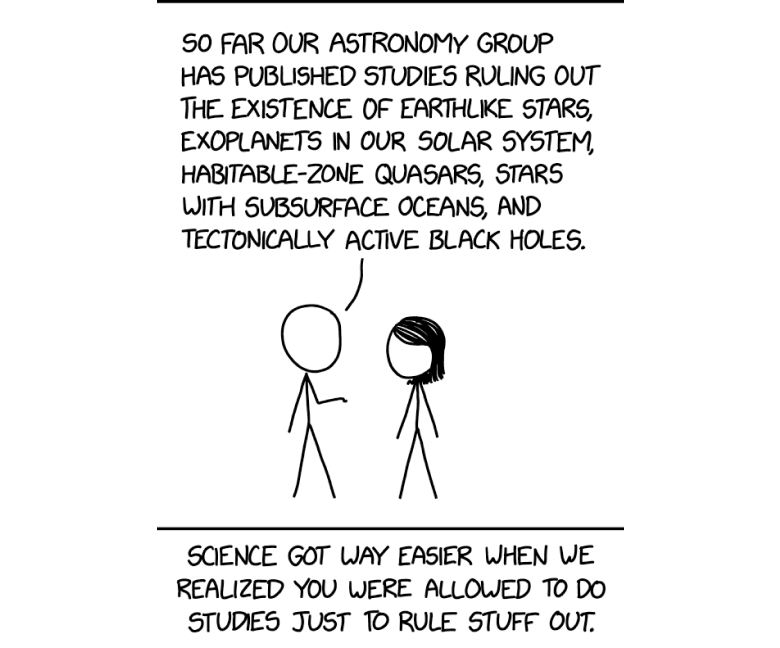 SO FAR OUR ASTRONOMY GROUP
HAS PUBLISHED STUDIES RULING OUT
THE EXISTENCE OF EARTHLIKE STARS,
EXOPLANETS IN OUR SOLAR SYSTEM,
HABITABLE-ZONE QUASARS, STARS
WITH SUBSURFACE OCEANS, AND
TECTONICALLY ACTIVE BLACK HOLES.
SCIENCE GOT WAY EASIER WHEN WE
REALIZED YOU WERE ALLOWED TO DO
STUDIES JUST TO RULE STUFF OUT.